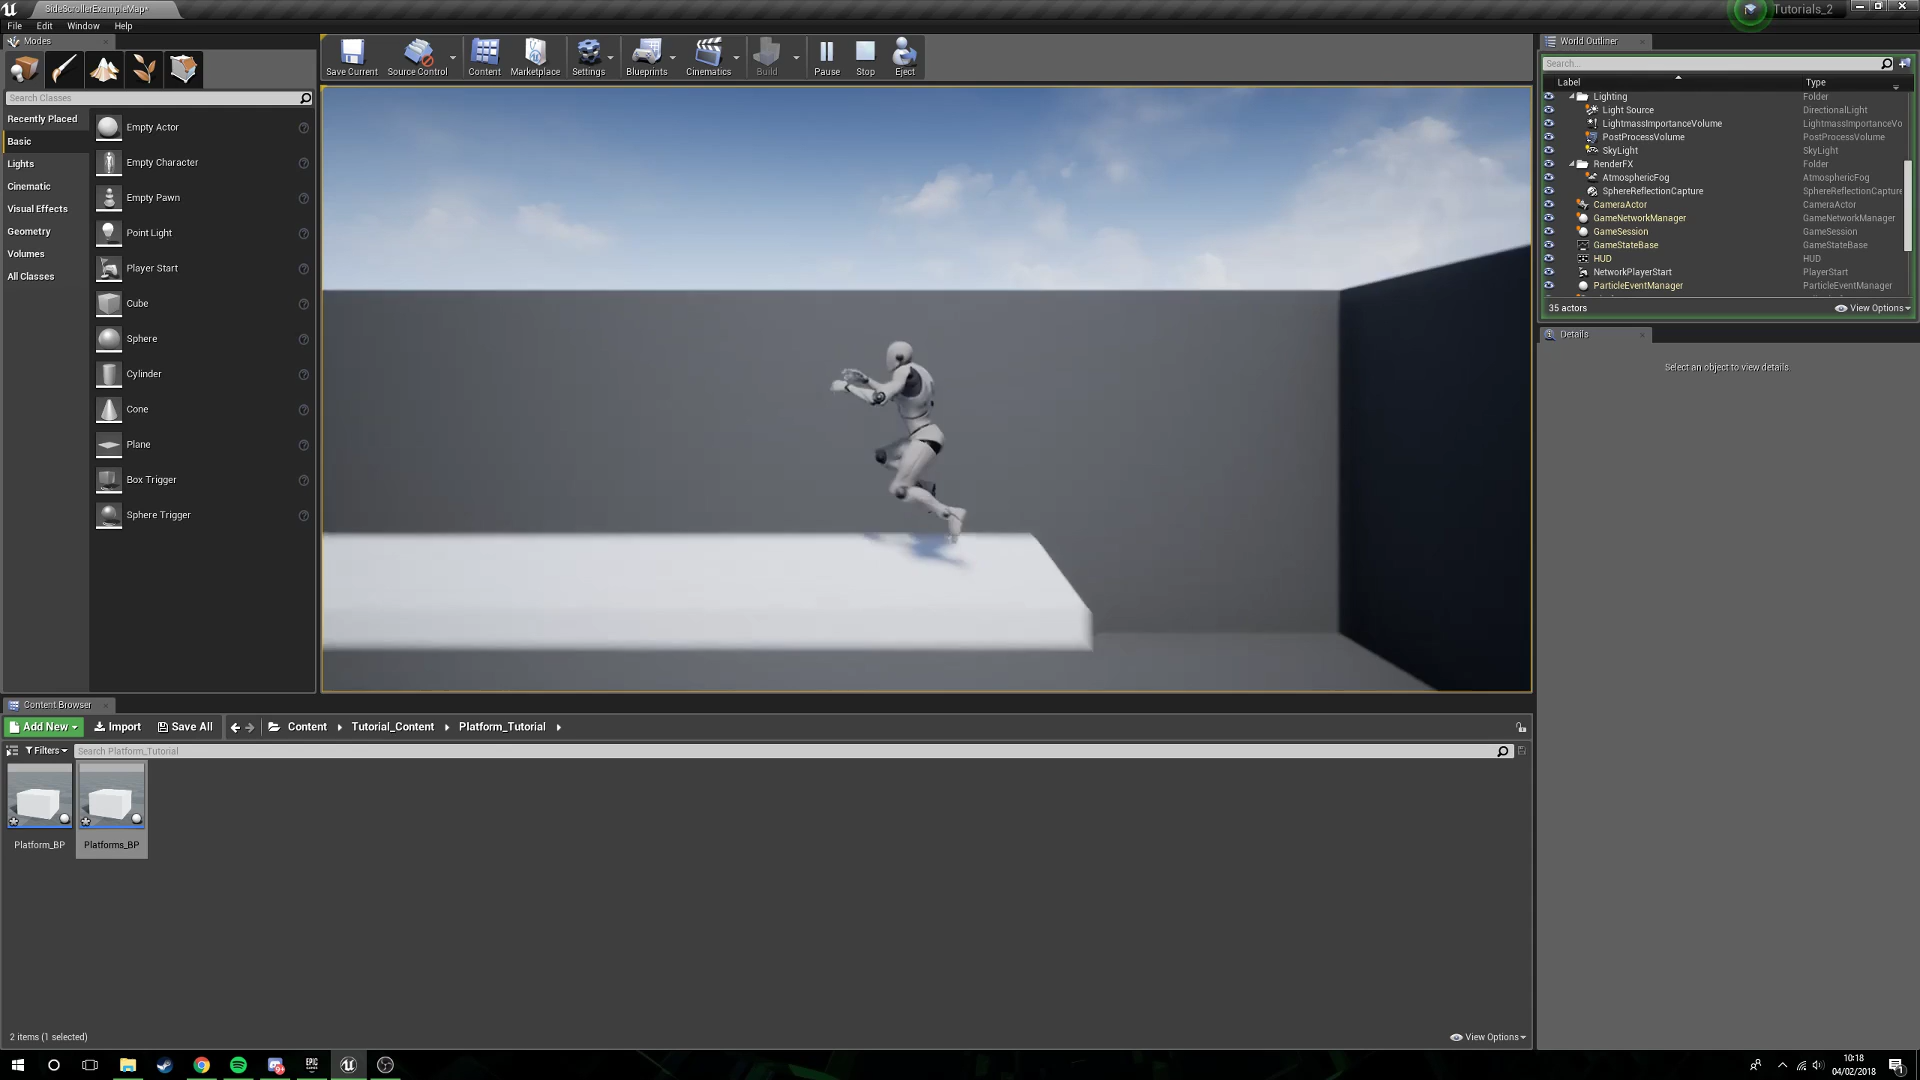 SideScrollerExampleMap*
Tutorials_2
File Edit Window Help
Modes
Search Classes
Recently Placed
Basic
Lights
Cinematic
Visual Effects
Geometry
Volumes
All Classes
Empty Actor
Empty Character
Empty Pawn
Point Light
Player Start
Cube
Sphere
Cylinder
Cone
Plane
Box Trigger
Sphere Trigger
Save Current Source Control Content Marketplace Settings Blueprints Cinematics Build Pause Stop Eject
World Outliner
Search...
Label Type
Lighting Folder
Light Source DirectionalLight
LightmassImportanceVolume LightmassImportanceVo
PostProcessVolume PostProcessVolume
SkyLight SkyLight
RenderFX Folder
AtmosphericFog AtmosphericFog
SphereReflectionCapture SphereReflectionCapture
CameraActor CameraActor
GameNetworkManager GameNetworkManager
GameSession GameSession
GameStateBase GameStateBase
HUD HUD
NetworkPlayerStart PlayerStart
ParticleEventManager ParticleEventManager
35 actors View Options
Details
Select an object to view details.
Content Browser
Add New Import Save All Content Tutorial_Content Platform_Tutorial
Filters Search Platform_Tutorial
Platform_BP Platforms_BP
2 items (1 selected) View Options
EPIC GAMES
10:18
04/02/2018